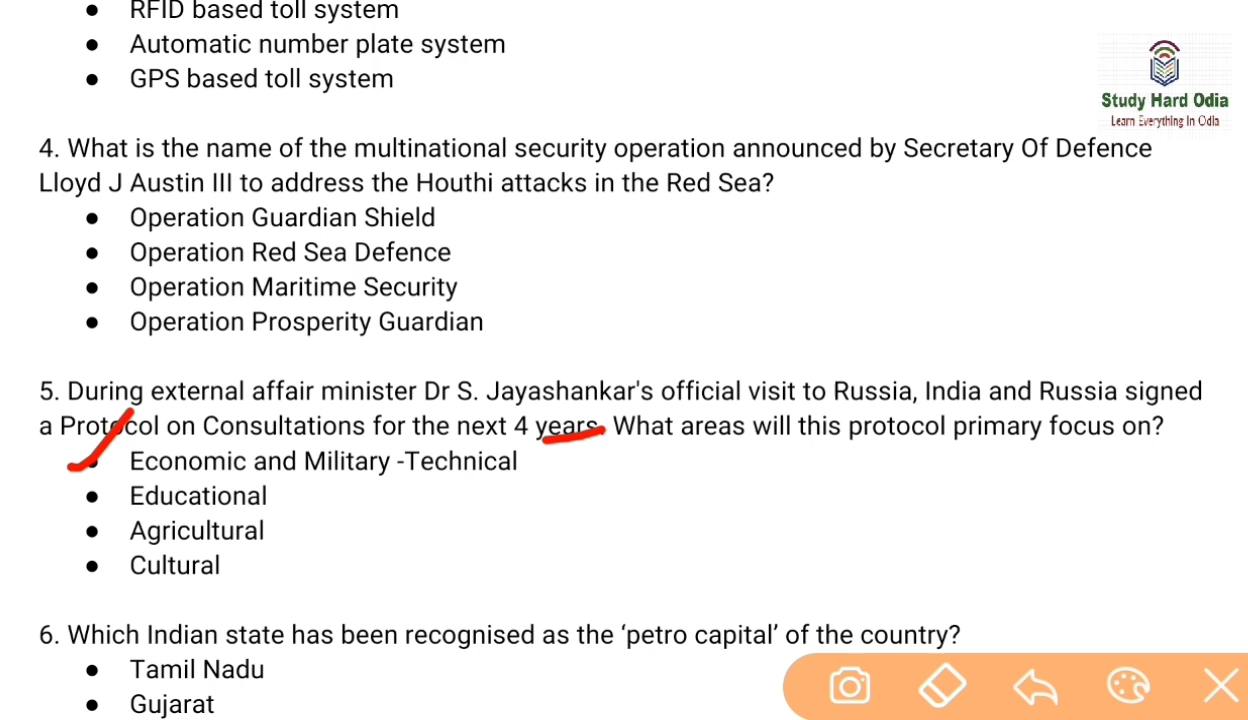 RFID based toll system
Automatic number plate system
GPS based toll system
Study Hard Odia
Learn Everything In Odia
4. What is the name of the multinational security operation announced by Secretary Of Defence
Lloyd J Austin III to address the Houthi attacks in the Red Sea?
Operation Guardian Shield
Operation Red Sea Defence
Operation Maritime Security
Operation Prosperity Guardian
5. During external affair minister Dr S. Jayashankar's official visit to Russia, India and Russia signed
a Protocol on Consultations for the next 4 years. What areas will this protocol primary focus on?
Economic and Military -Technical
Educational
Agricultural
Cultural
6. Which Indian state has been recognised as the ‘petro capital’ of the country?
Tamil Nadu
Gujarat